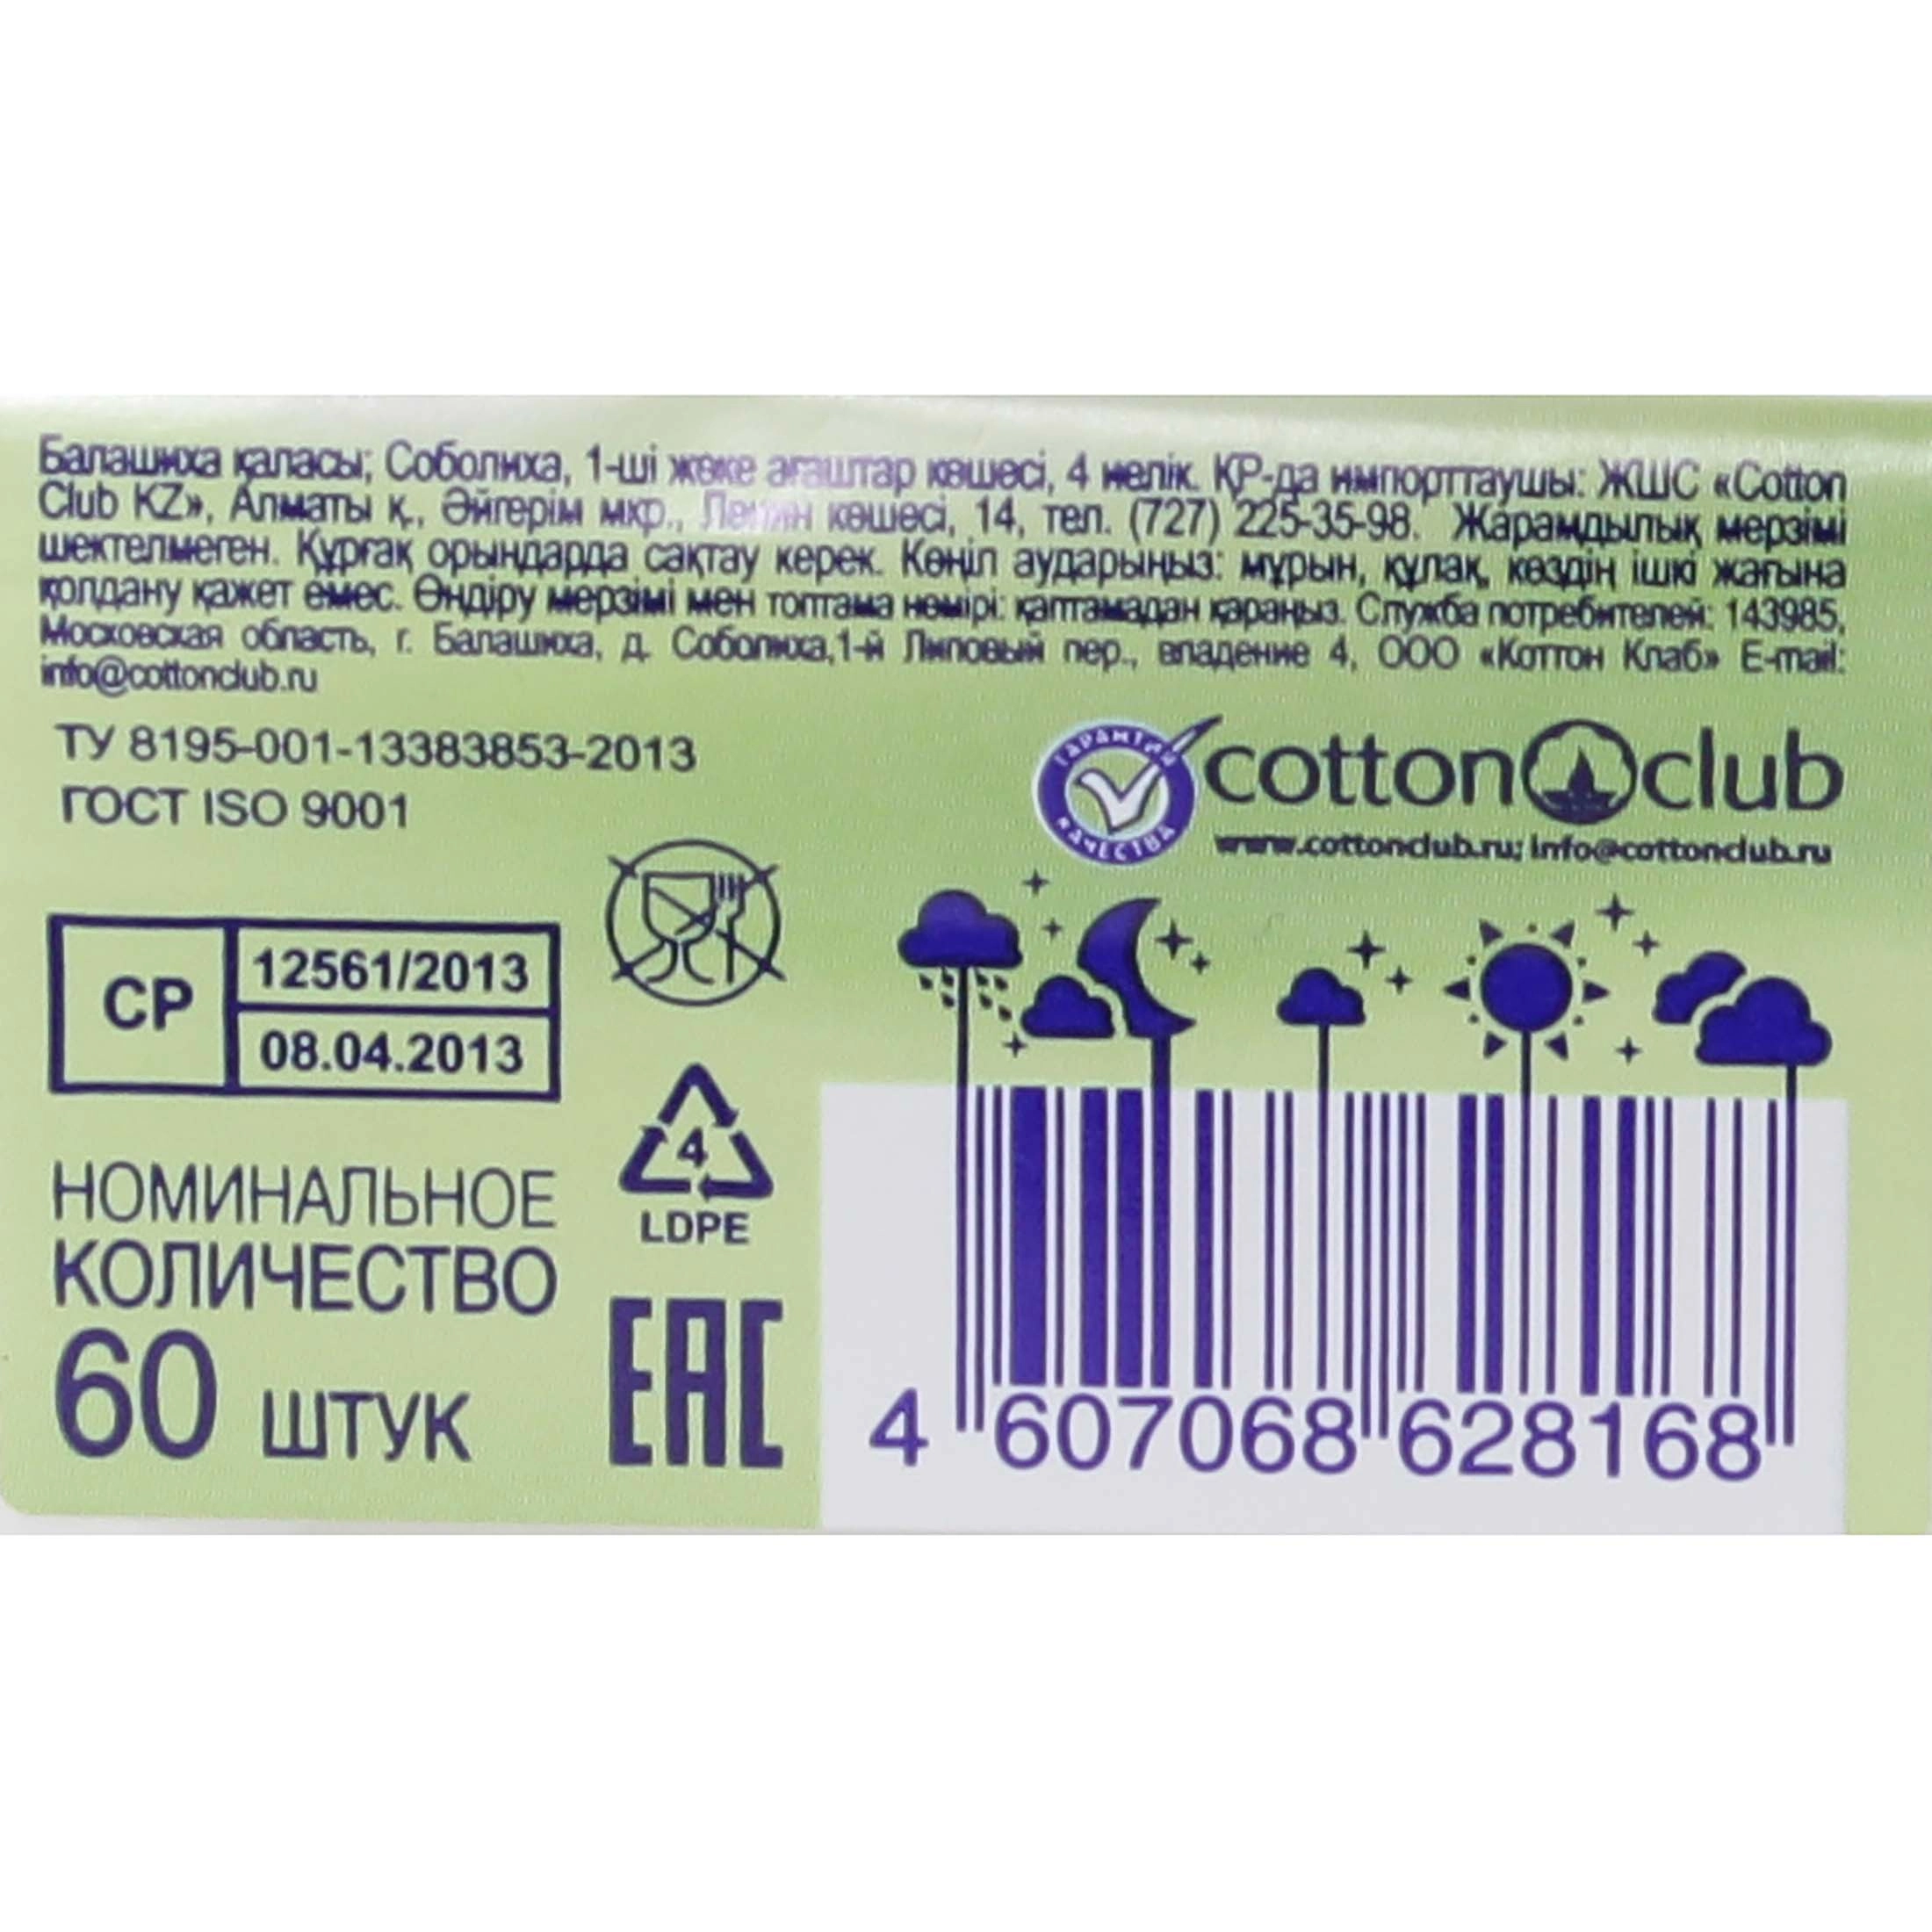 Балашиха қаласы; Соболиха, 1-ші жеке ағаштар көшесі, 4 иелік. ҚР-да импорттаушы: ЖШС «Cotton
Club KZ», Алматы қ., Әйгерім мкр., Ленин көшесі, 14, тел. (727) 225-35-98. Жарамдылық мерзімі
шектелмеген. Құрғақ орындарда сақтау керек. Көңіл аударыңыз: мұрын, құлақ, көздің ішкі жағына
қолдану қажет емес. Өндіру мерзімі мен топтама нөмірі: қаптамадан қараңыз. Служба потребителей: 143985,
Московская область, г. Балашиха, д. Соболиха,1-й Липовый пер., владение 4, ООО «Коттон Клаб» E-mail:
info@cottonclub.ru
ТУ 8195-001-13383853-2013
ГОСТ ISO 9001
ГАРАНТИЯ КАЧЕСТВА
cotton club
www.cottonclub.ru; info@cottonclub.ru
СР
12561/2013
08.04.2013
4
LDPE
НОМИНАЛЬНОЕ
КОЛИЧЕСТВО
60 ШТУК
EAC
4 607068 628168